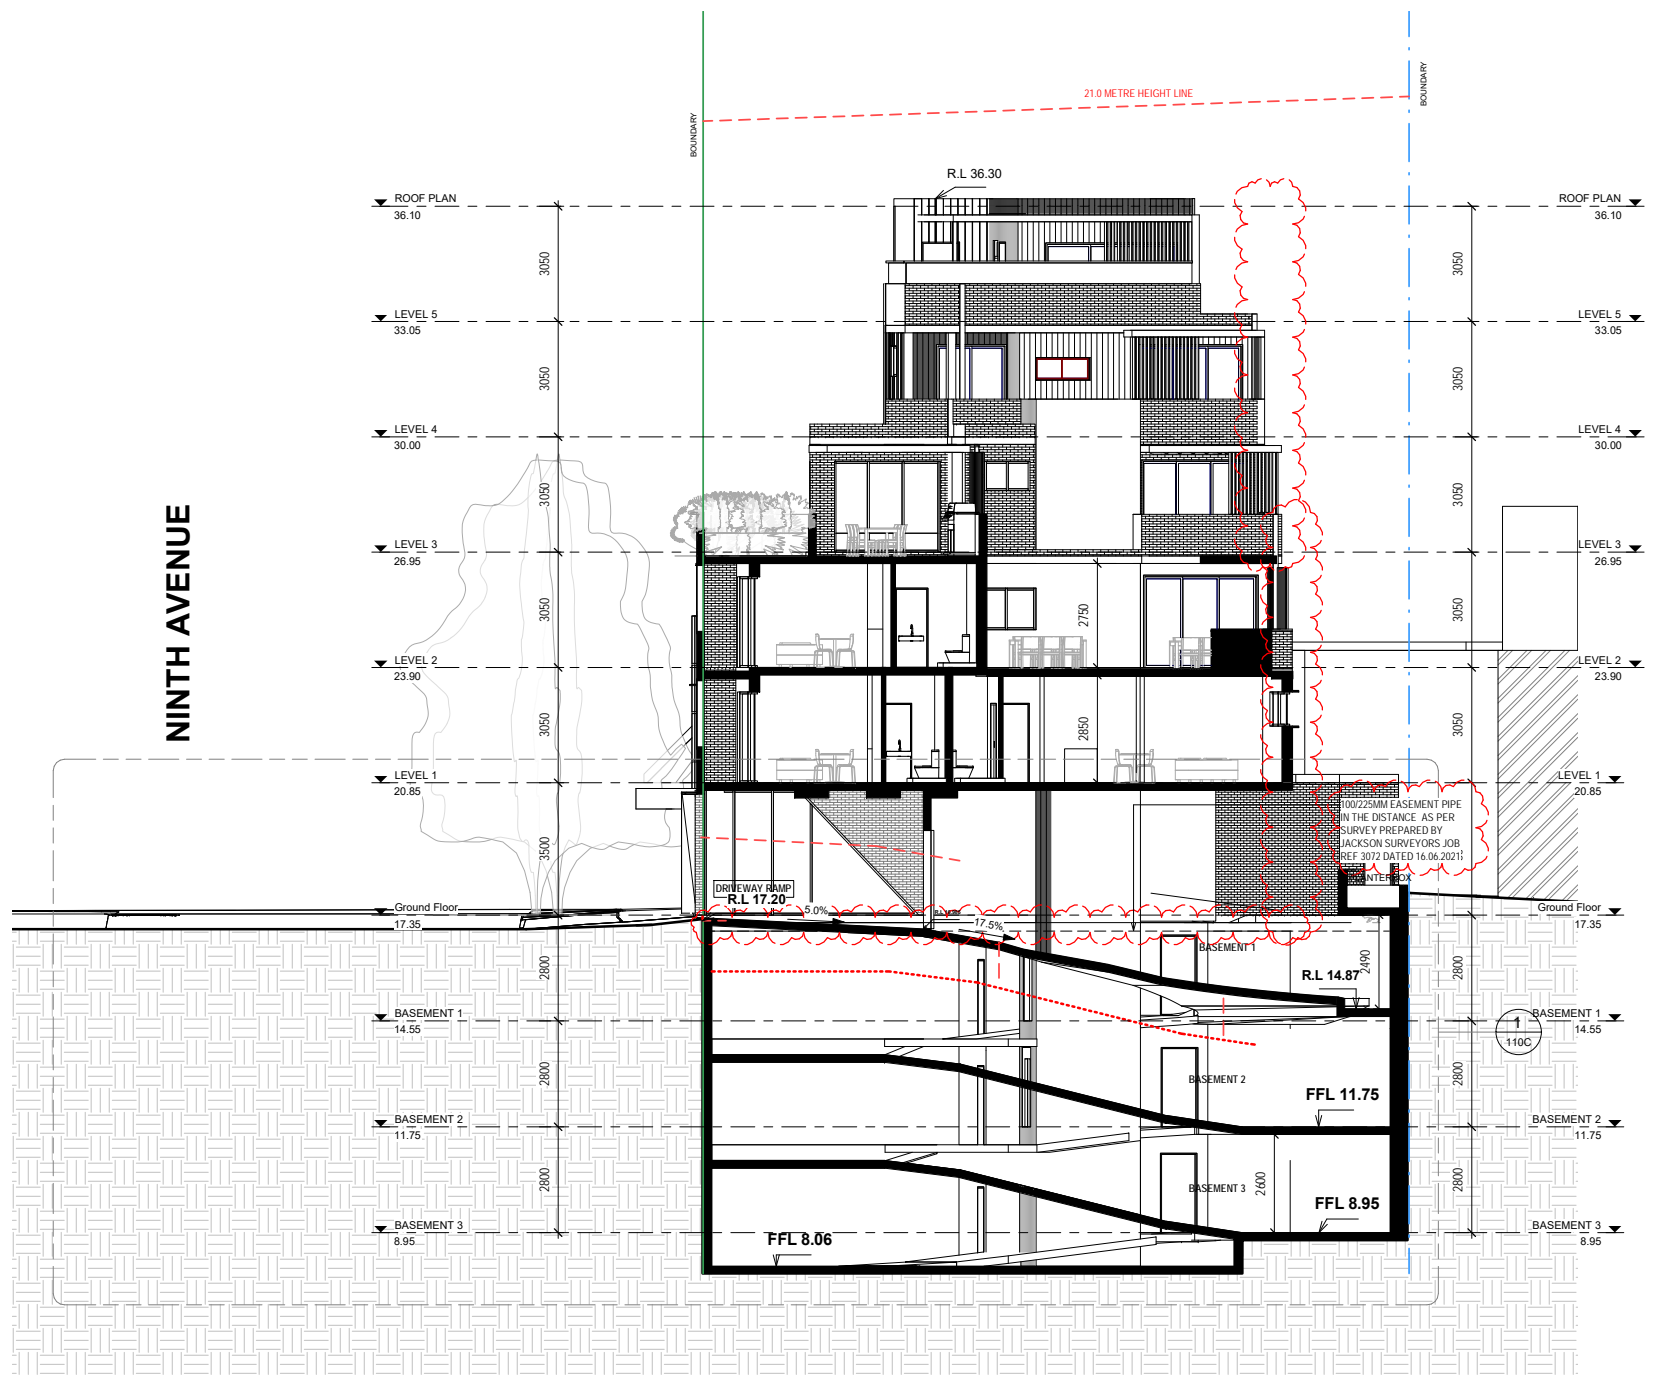 BOUNDARY
21.0 METRE HEIGHT LINE
BOUNDARY
R.L 36.30
ROOF PLAN
36.10
ROOF PLAN
36.10
3050
3050
LEVEL 5
33.05
LEVEL 5
33.05
3050
3050
LEVEL 4
30.00
LEVEL 4
30.00
3050
3050
NINTH AVENUE
LEVEL 3
26.95
LEVEL 3
26.95
3050
2750
3050
LEVEL 2
23.90
LEVEL 2
23.90
3050
2850
3050
LEVEL 1
20.85
LEVEL 1
20.85
100/225MM EASEMENT PIPE
IN THE DISTANCE AS PER
SURVEY PREPARED BY
JACKSON SURVEYORS JOB
REF 3072 DATED 16.06.2021
3500
DRIVEWAY RAMP
R.L 17.20
5.0%
17.5%
Ground Floor
17.35
Ground Floor
17.35
BASEMENT 1
2800
2490
2800
R.L 14.87
BASEMENT 1
14.55
BASEMENT 1
14.55
1
110C
2800
BASEMENT 2
2800
FFL 11.75
BASEMENT 2
11.75
BASEMENT 2
11.75
2800
BASEMENT 3
2600
2800
FFL 8.95
BASEMENT 3
8.95
BASEMENT 3
8.95
FFL 8.06